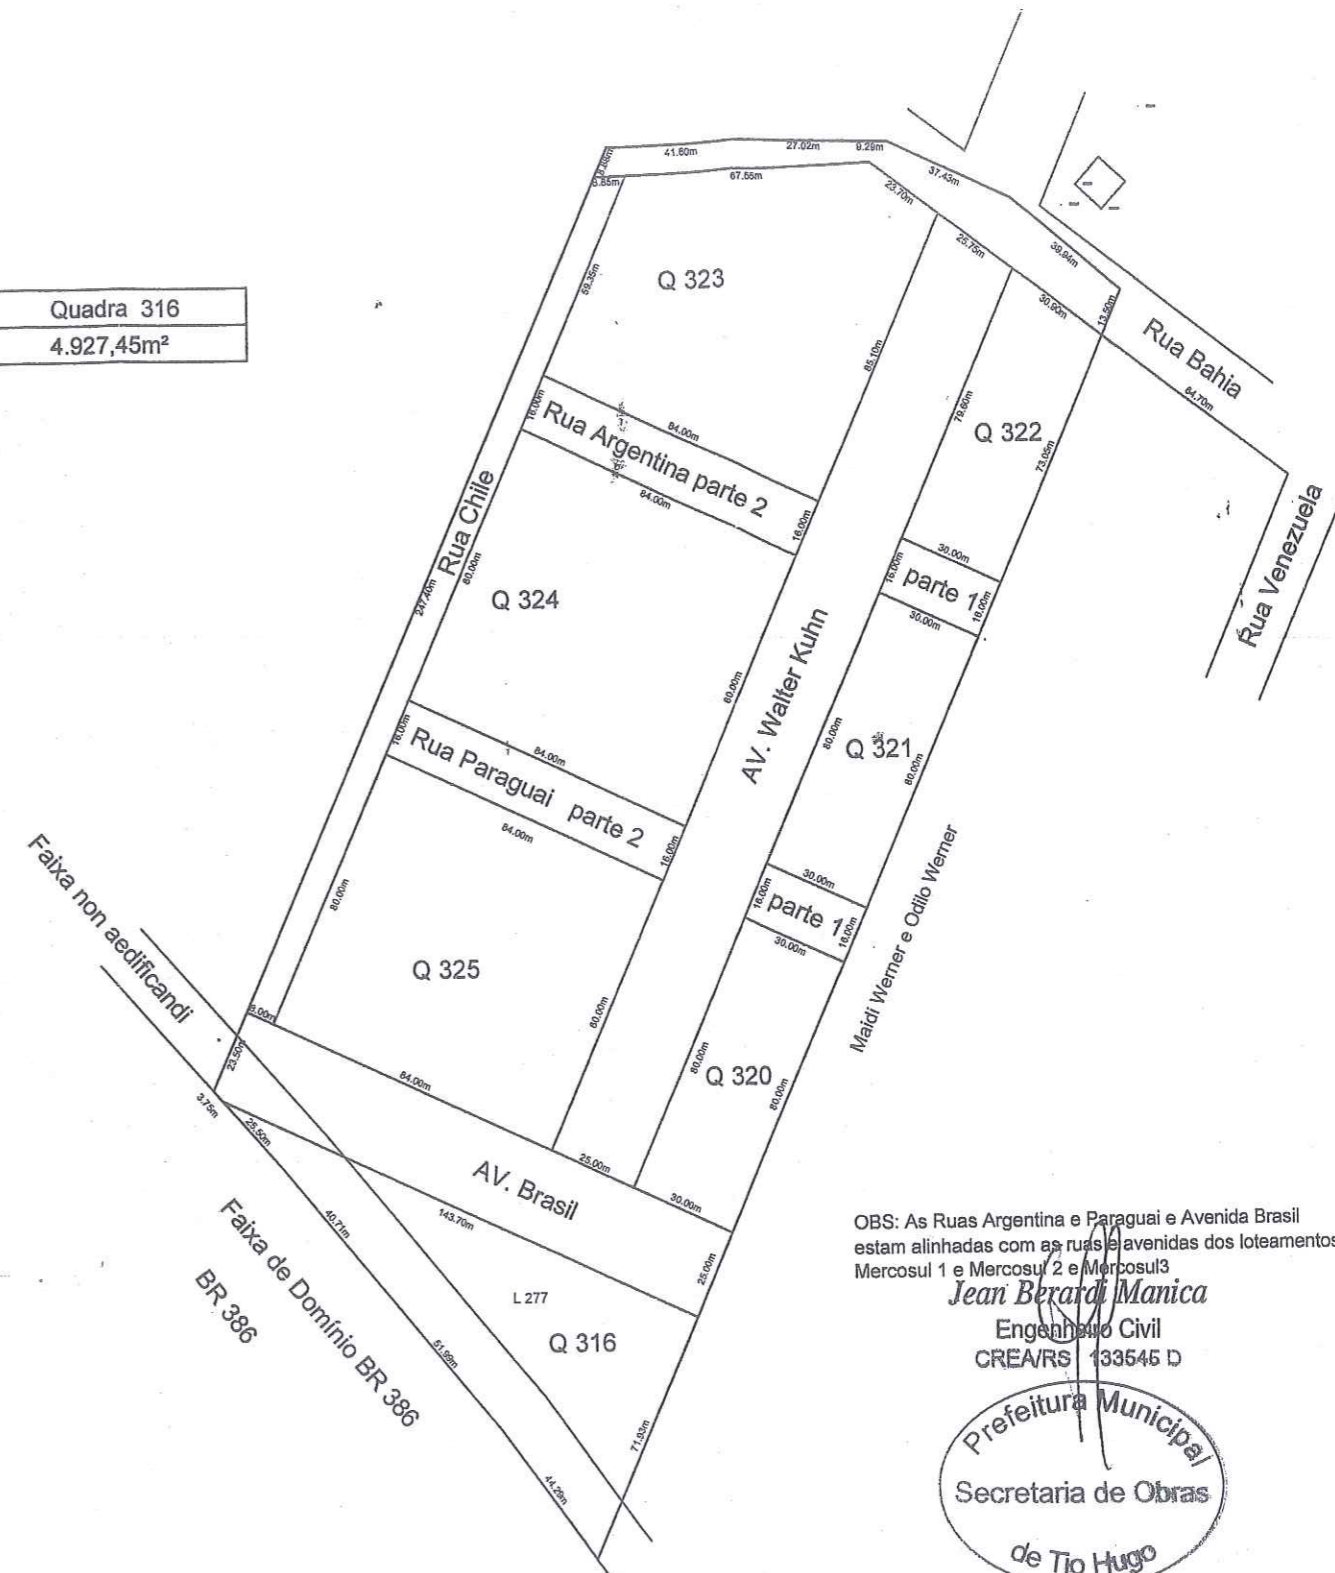 Quadra 316
4.927,45m²
41.60m
27.02m
9.29m
37.43m
8.85m
67.55m
23.70m
25.75m
39.94m
30.90m
13.50m
Rua Bahia
64.70m
Rua Venezuela
Q 323
59.35m
85.10m
79.60m
Q 322
73.05m
16.00m
Rua Argentina parte 2
84.00m
84.00m
16.00m
30.00m
16.00m
parte 1
16.00m
30.00m
Rua Chile
247.40m
80.00m
Q 324
80.00m
AV. Walter Kuhn
80.00m
Q 321
80.00m
16.00m
Rua Paraguai parte 2
84.00m
84.00m
16.00m
30.00m
16.00m
parte 1
16.00m
30.00m
Maidi Werner e Odilo Werner
Faixa non aedificandi
80.00m
Q 325
80.00m
80.00m
Q 320
80.00m
8.00m
23.50m
84.00m
25.00m
30.00m
3.75m
25.50m
AV. Brasil
143.70m
25.00m
Faixa de Domínio BR 386
BR 386
40.71m
51.99m
44.29m
L 277
Q 316
71.93m
OBS: As Ruas Argentina e Paraguai e Avenida Brasil
estam alinhadas com as ruas e avenidas dos loteamentos
Mercosul 1 e Mercosul 2 e Mercosul3
Jean Berardi Manica
Engenheiro Civil
CREA/RS 133545 D
Prefeitura Municipal
Secretaria de Obras
de Tio Hugo